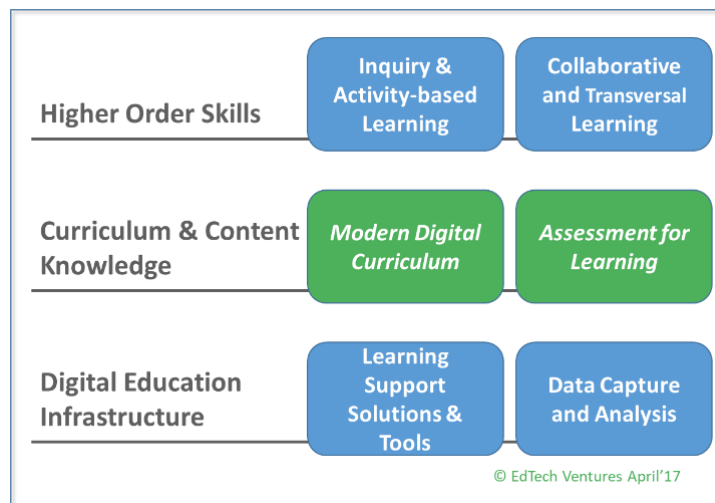 Higher Order Skills
Inquiry &
Activity-based
Learning
Collaborative
and Transversal
Learning
Curriculum & Content
Knowledge
Modern Digital
Curriculum
Assessment for
Learning
Digital Education
Infrastructure
Learning
Support
Solutions &
Tools
Data Capture
and Analysis
© EdTech Ventures April'17